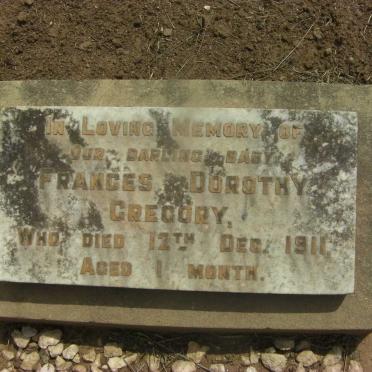 In Loving Memory of
our darling baby
Frances Dorothy
Gregory,
Who died 12th Dec. 1911,
Aged 1 month.